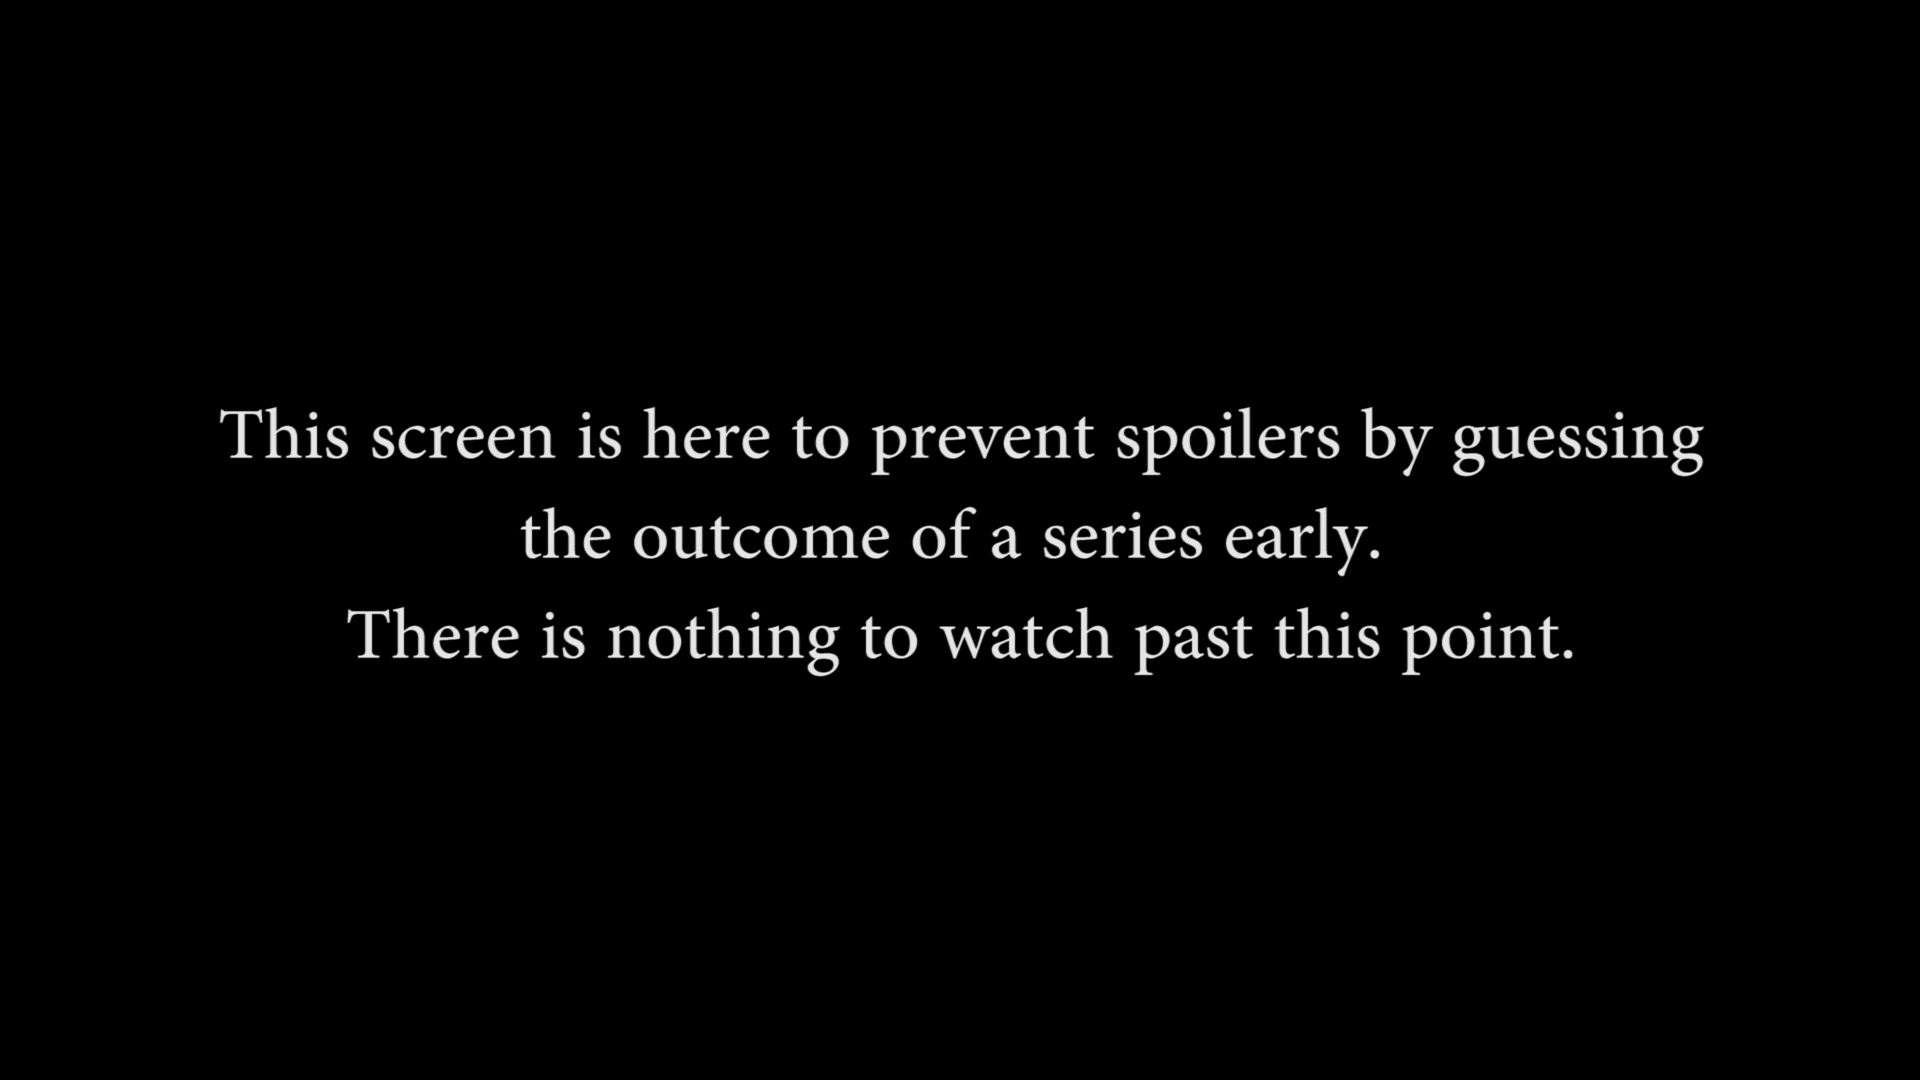 This screen is here to prevent spoilers by guessing
the outcome of a series early.
There is nothing to watch past this point.